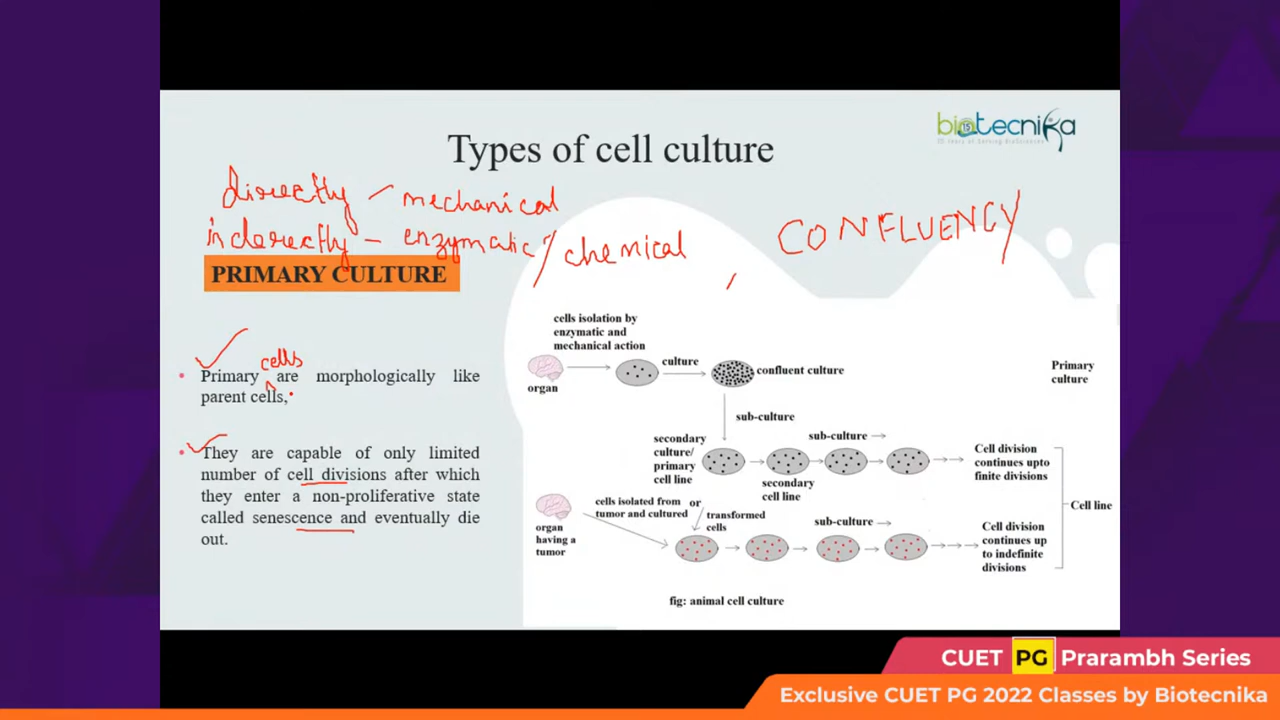 biotecnika
Types of cell culture
directly – mechanical
inderectly – enzymatic / chemical
CONFLUENCY
PRIMARY CULTURE
cells
Primary are morphologically like
parent cells,
They are capable of only limited
number of cell divisions after which
they enter a non-proliferative state
called senescence and eventually die
out.
cells isolation by
enzymatic and
mechanical action
organ
culture
confluent culture
Primary
culture
sub-culture
secondary
culture/
primary
cell line
sub-culture
secondary
cell line
Cell division
continues upto
finite divisions
Cell line
organ
having a
tumor
cells isolated from
tumor and cultured
or
transformed
cells
sub-culture
Cell division
continues up
to indefinite
divisions
fig: animal cell culture
CUET PG Prarambh Series
Exclusive CUET PG 2022 Classes by Biotecnika